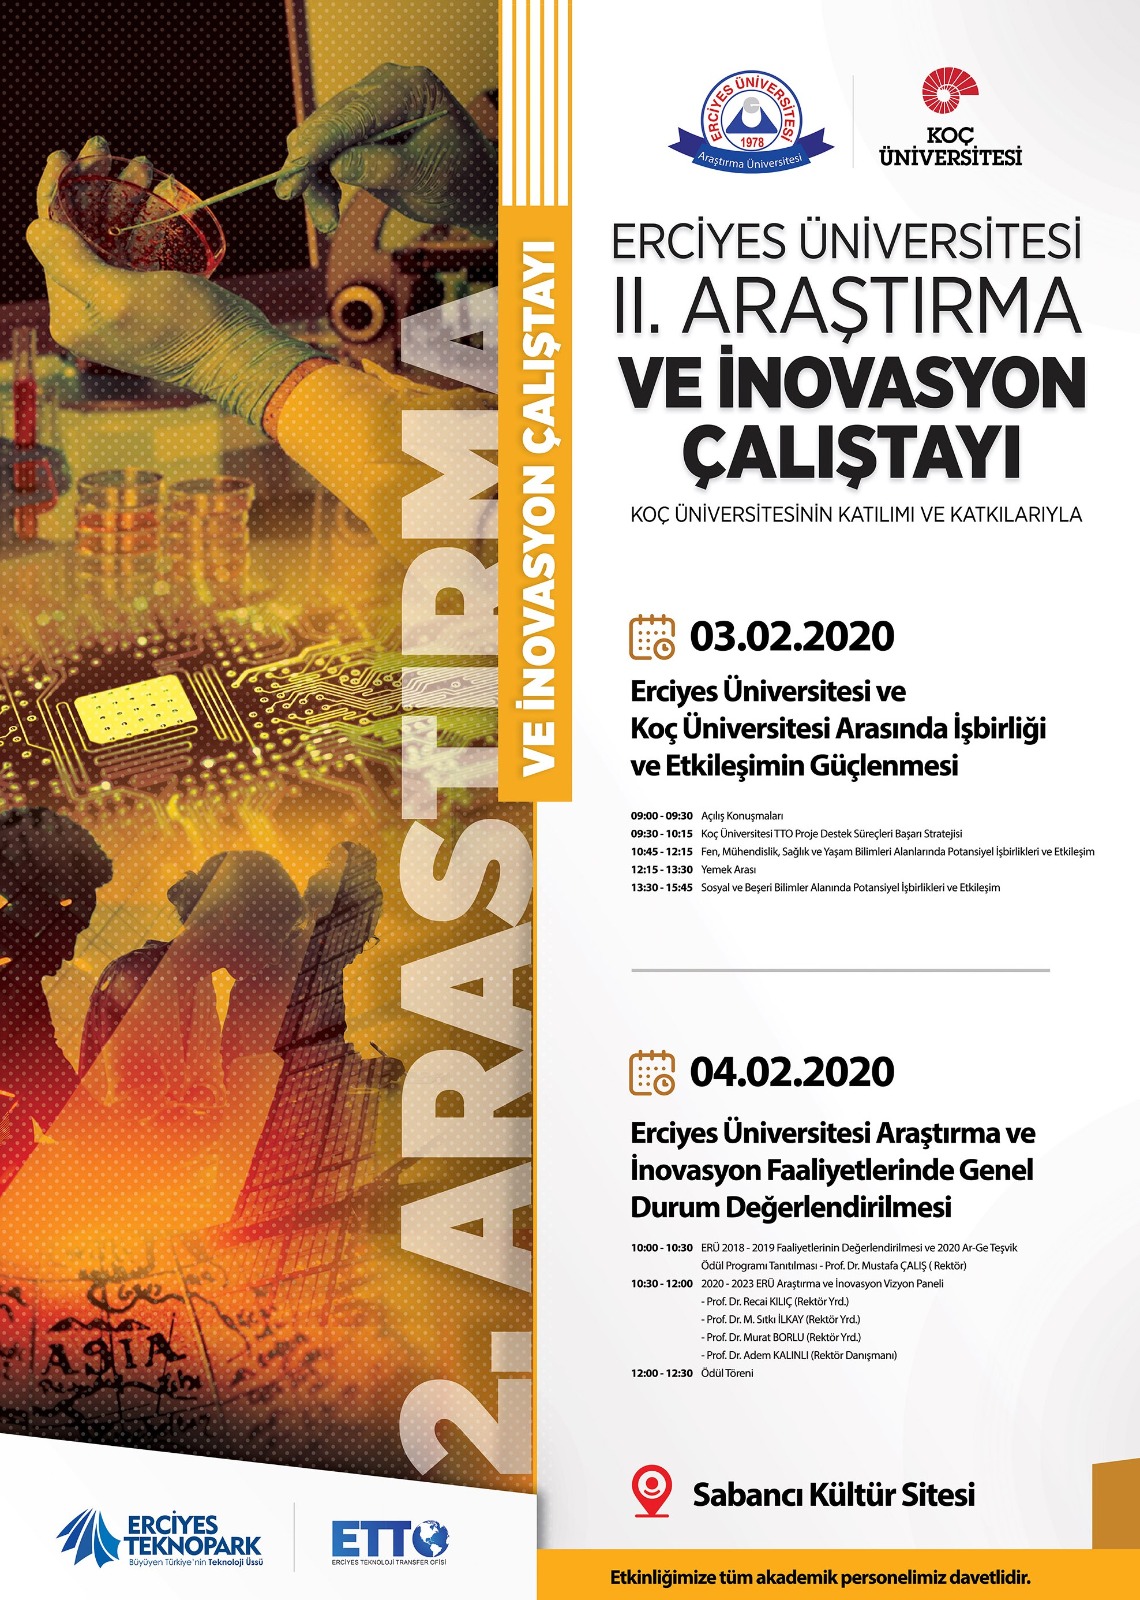 ERCİYES ÜNİVERSİTESİ
1978
Araştırma Üniversitesi
KOÇ
ÜNİVERSİTESİ
ERCİYES ÜNİVERSİTESİ
II. ARAŞTIRMA
VE İNOVASYON
ÇALIŞTAYI
KOÇ ÜNİVERSİTESİNİN KATILIMI VE KATKILARIYLA
2. ARAŞTIRMA
VE İNOVASYON ÇALIŞTAYI
03.02.2020
Erciyes Üniversitesi ve
Koç Üniversitesi Arasında İşbirliği
ve Etkileşimin Güçlenmesi
09:00 - 09:30 Açılış Konuşmaları
09:30 - 10:15 Koç Üniversitesi TTO Proje Destek Süreçleri Başarı Stratejisi
10:45 - 12:15 Fen, Mühendislik, Sağlık ve Yaşam Bilimleri Alanlarında Potansiyel İşbirlikleri ve Etkileşim
12:15 - 13:30 Yemek Arası
13:30 - 15:45 Sosyal ve Beşeri Bilimler Alanında Potansiyel İşbirlikleri ve Etkileşim
04.02.2020
Erciyes Üniversitesi Araştırma ve
İnovasyon Faaliyetlerinde Genel
Durum Değerlendirilmesi
10:00 - 10:30 ERÜ 2018 - 2019 Faaliyetlerinin Değerlendirilmesi ve 2020 Ar-Ge Teşvik
Ödül Programı Tanıtılması - Prof. Dr. Mustafa ÇALIŞ ( Rektör)
10:30 - 12:00 2020 - 2023 ERÜ Araştırma ve İnovasyon Vizyon Paneli
- Prof. Dr. Recai KILIÇ (Rektör Yrd.)
- Prof. Dr. M. Sıtkı İLKAY (Rektör Yrd.)
- Prof. Dr. Murat BORLU (Rektör Yrd.)
- Prof. Dr. Adem KALINLI (Rektör Danışmanı)
12:00 - 12:30 Ödül Töreni
ASIA
Sabancı Kültür Sitesi
ERCİYES
TEKNOPARK
Büyüyen Türkiye'nin Teknoloji Üssü
ETTO
ERCİYES TEKNOLOJİ TRANSFER OFİSİ
Etkinliğimize tüm akademik personelimiz davetlidir.